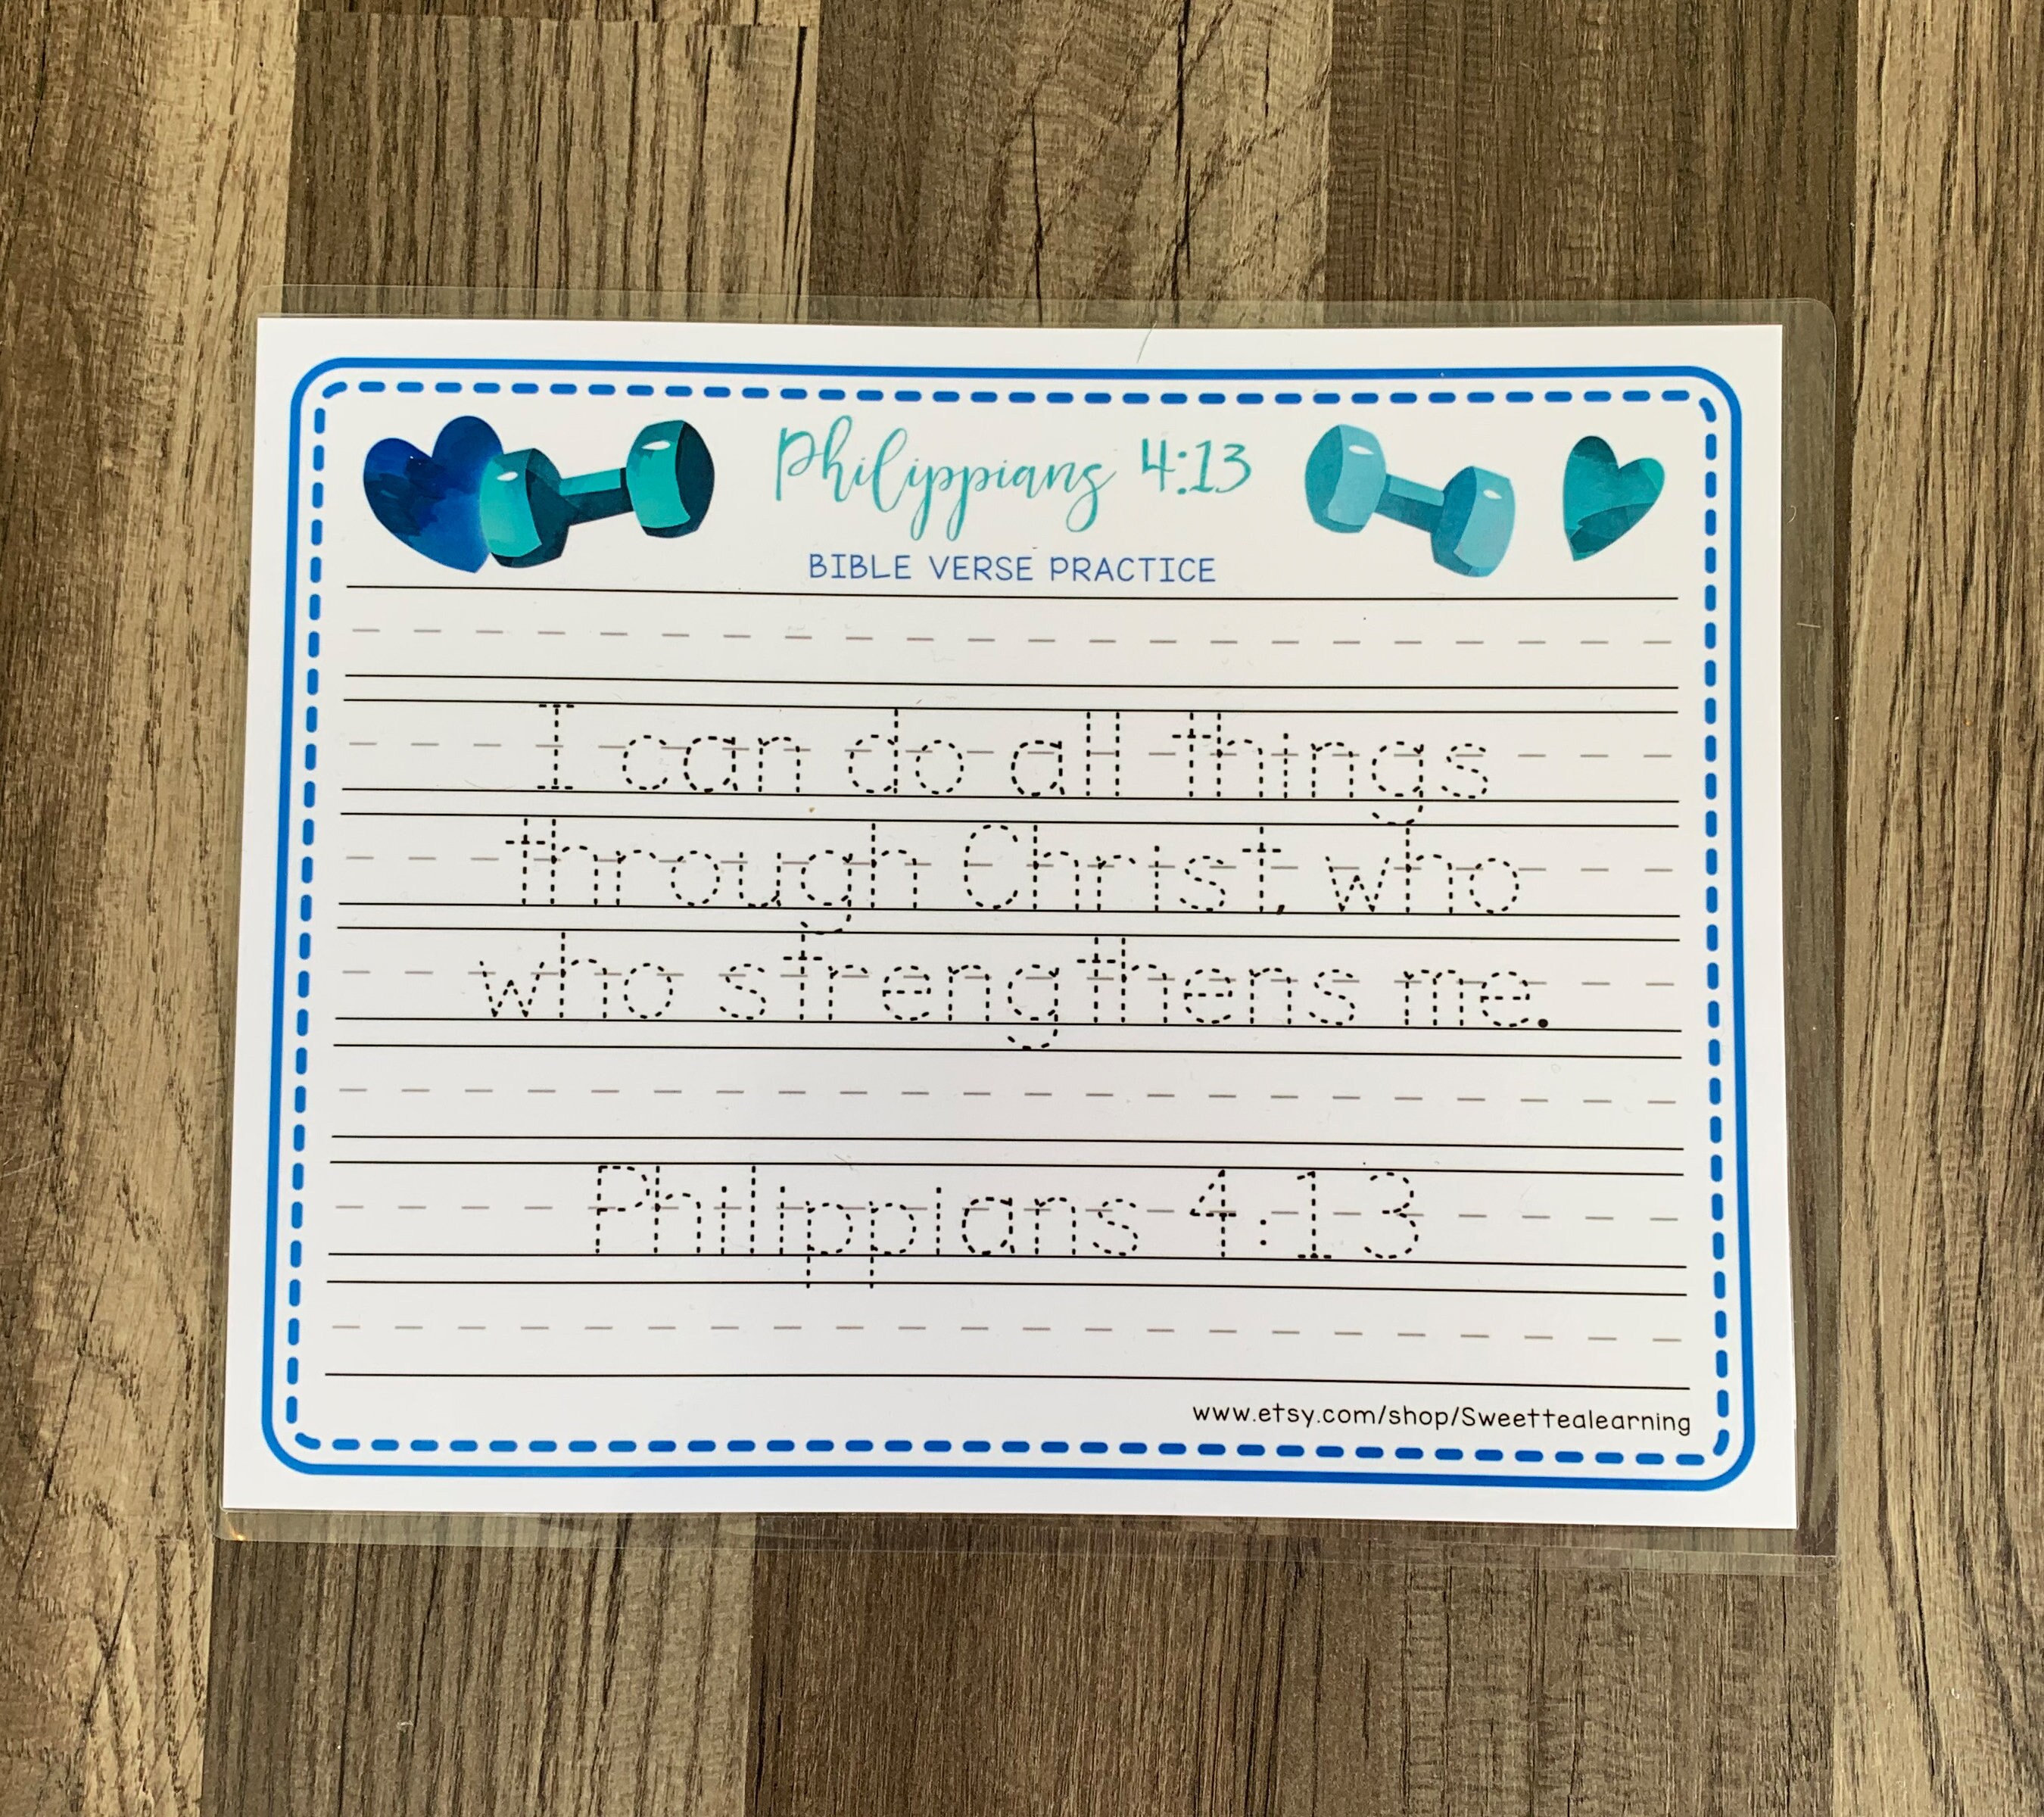 Philippians 4:13
BIBLE VERSE PRACTICE
I can do all things
through Christ, who
who strengthens me.
Philippians 4:13
www.etsy.com/shop/Sweettealearning